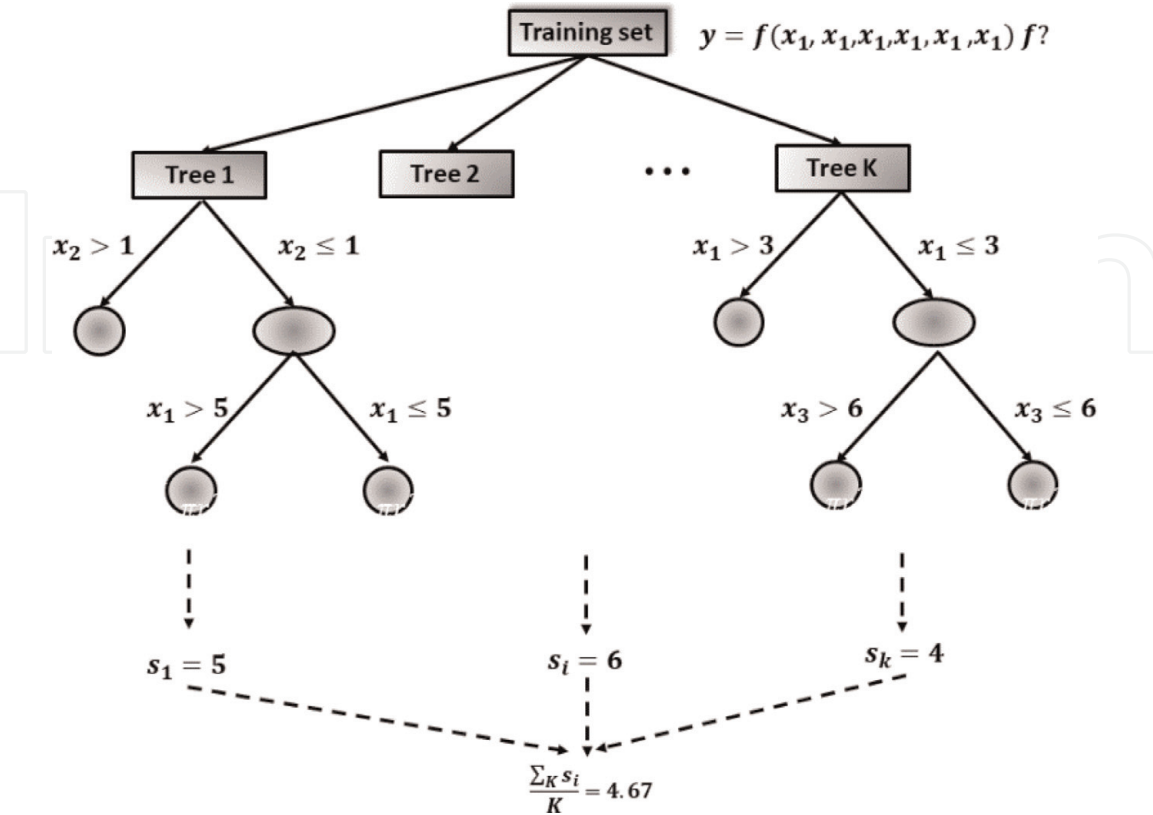 Training set
y = f(x₁, x₁,x₁,x₁, x₁ ,x₁) f?
Tree 1
Tree 2
...
Tree K
x₂ > 1
x₂ ≤ 1
x₁ > 3
x₁ ≤ 3
x₁ > 5
x₁ ≤ 5
x₃ > 6
x₃ ≤ 6
s₁ = 5
sᵢ = 6
sₖ = 4
∑_K sᵢ / K = 4.67